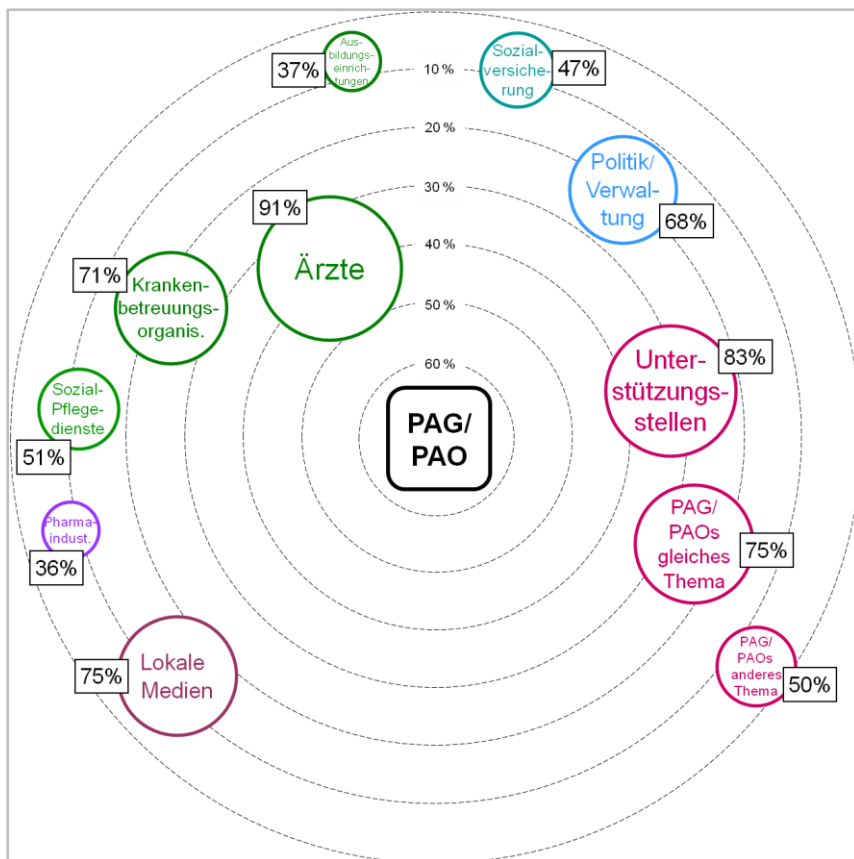 Aus-
bildungs-
einrich-
tungen
37%
Sozial-
versiche-
rung
47%
10 %
20 %
30 %
40 %
50 %
60 %
Politik/
Verwal-
tung
68%
91%
Ärzte
71%
Kranken-
betreuungs-
organis.
Unter-
stützungs-
stellen
83%
Sozial-
Pflege-
dienste
51%
PAG/
PAO
PAG/
PAOs
gleiches
Thema
75%
Pharma-
indust.
36%
Lokale
Medien
75%
PAG/
PAOs
anderes
Thema
50%